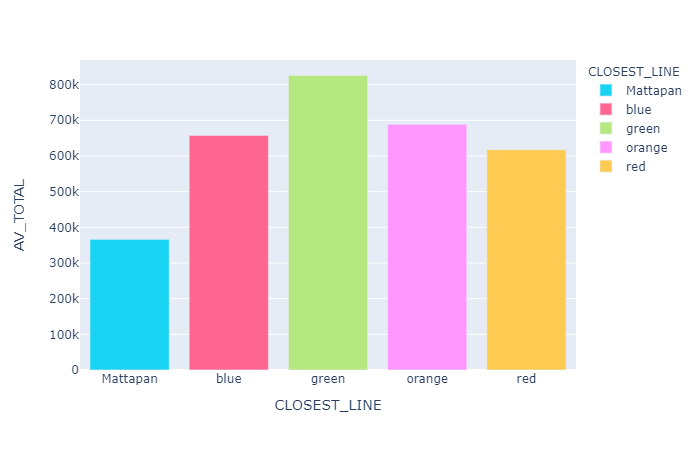 CLOSEST_LINE
Mattapan
blue
green
orange
red
800k
700k
600k
500k
400k
300k
200k
100k
0
AV_TOTAL
Mattapan blue green orange red
CLOSEST_LINE